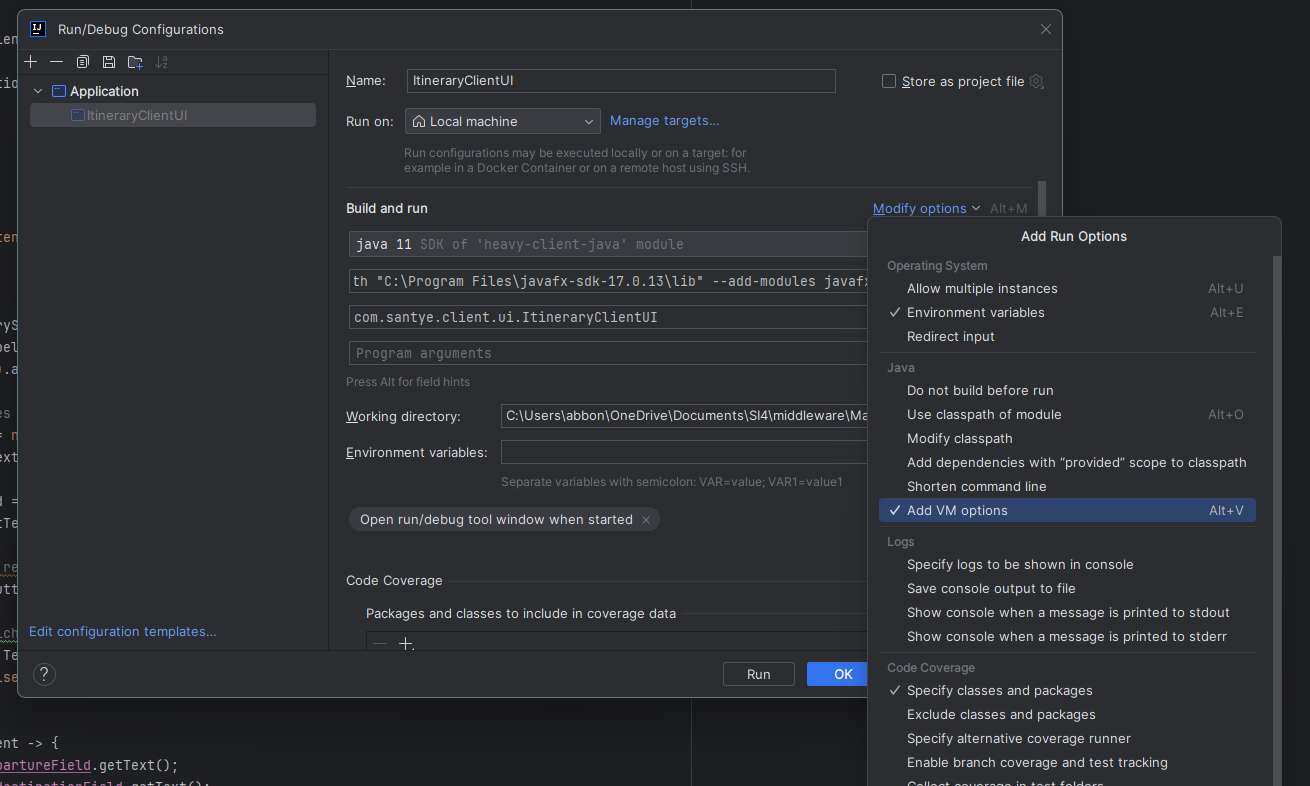 Run/Debug Configurations
Application
ItineraryClientUI
Edit configuration templates...
Name:
ItineraryClientUI
Store as project file
Run on:
Local machine
Manage targets...
Run configurations may be executed locally or on a target: for
example in a Docker Container or on a remote host using SSH.
Build and run
Modify options
Alt+M
java 11 SDK of 'heavy-client-java' module
th "C:\Program Files\javafx-sdk-17.0.13\lib" --add-modules javafx
com.santye.client.ui.ItineraryClientUI
Program arguments
Press Alt for field hints
Working directory:
C:\Users\abbon\OneDrive\Documents\SI4\middleware\Ma
Environment variables:
Separate variables with semicolon: VAR=value; VAR1=value1
Open run/debug tool window when started
Code Coverage
Packages and classes to include in coverage data
?
Run
OK
Add Run Options
Operating System
Allow multiple instances Alt+U
Environment variables Alt+E
Redirect input
Java
Do not build before run
Use classpath of module Alt+O
Modify classpath
Add dependencies with “provided” scope to classpath
Shorten command line
Add VM options Alt+V
Logs
Specify logs to be shown in console
Save console output to file
Show console when a message is printed to stdout
Show console when a message is printed to stderr
Code Coverage
Specify classes and packages
Exclude classes and packages
Specify alternative coverage runner
Enable branch coverage and test tracking
Collect coverage in test folders
ent -> {
partureField.getText();
destinationField.getText();